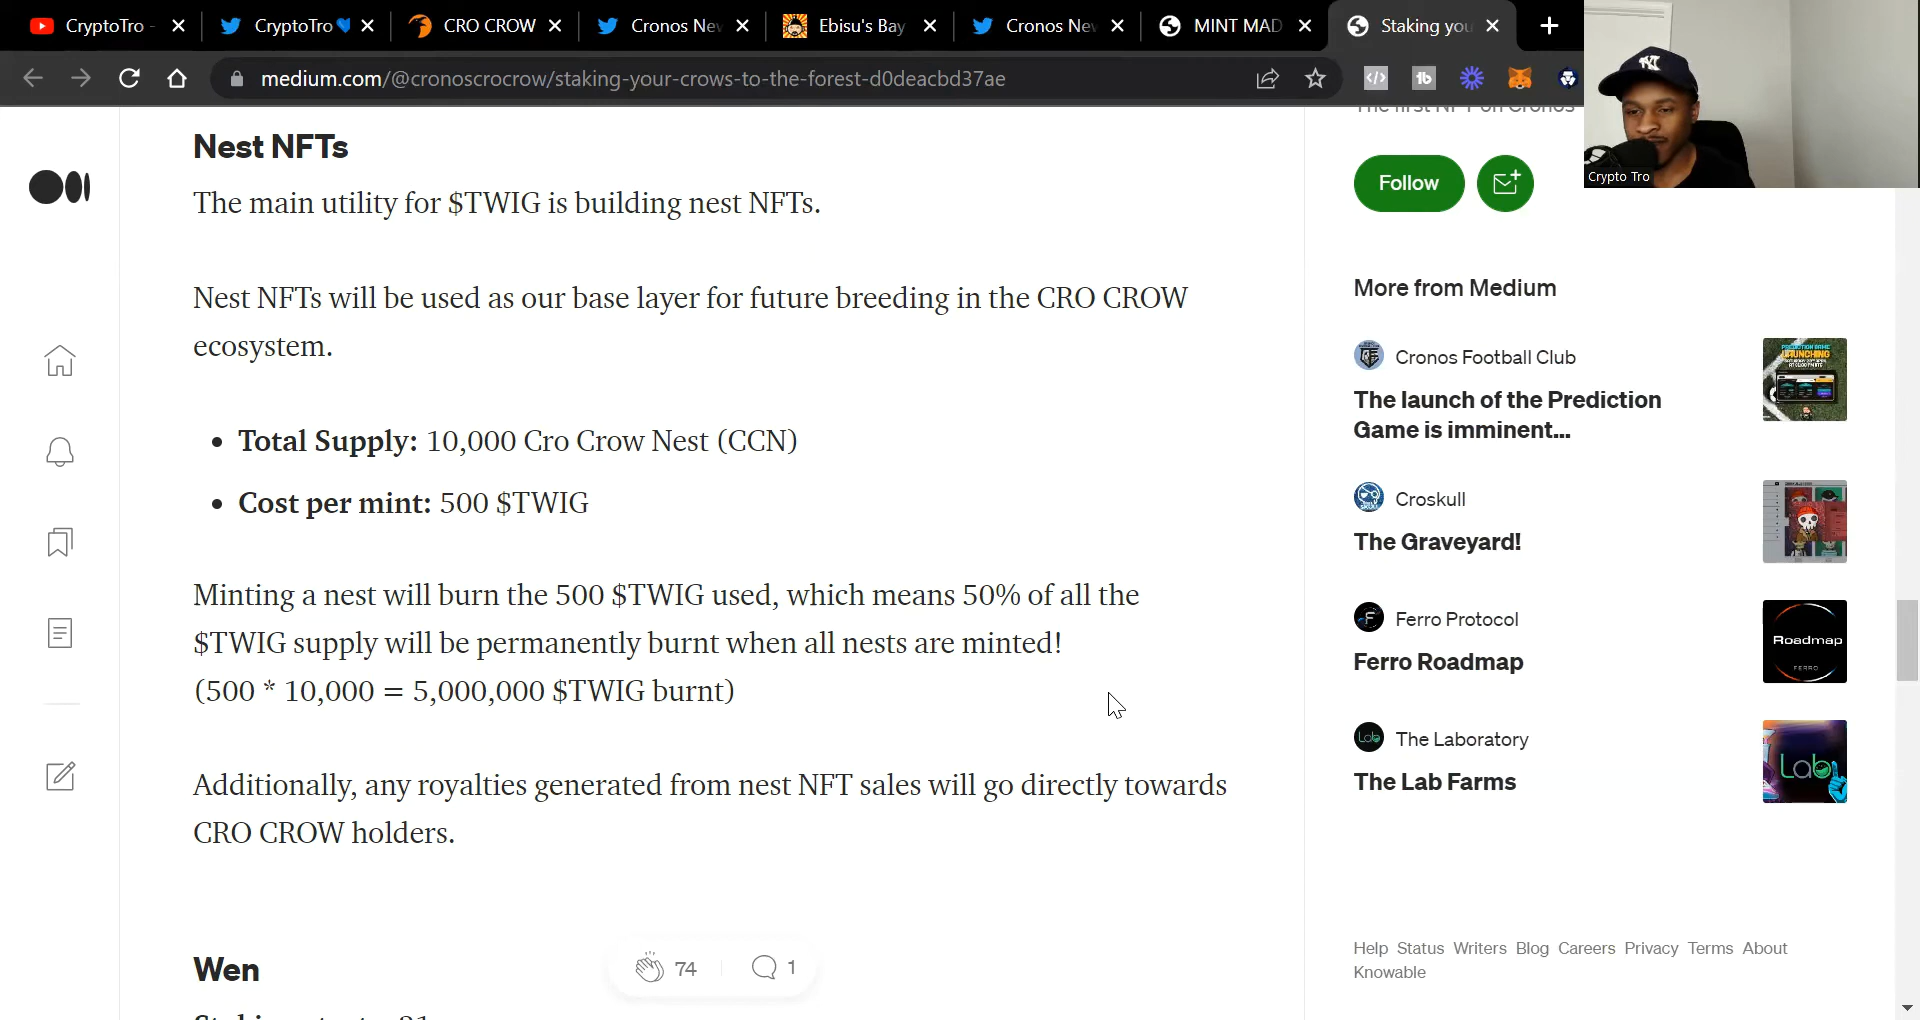 CryptoTro -
CryptoTro💙
CRO CROW
Cronos Ne
Ebisu's Bay
Cronos Ne
MINT MAD
Staking you
medium.com/@cronoscrocrow/staking-your-crows-to-the-forest-d0deacbd37ae
Crypto Tro
Nest NFTs
The main utility for $TWIG is building nest NFTs.
Nest NFTs will be used as our base layer for future breeding in the CRO CROW
ecosystem.
• Total Supply: 10,000 Cro Crow Nest (CCN)
• Cost per mint: 500 $TWIG
Minting a nest will burn the 500 $TWIG used, which means 50% of all the
$TWIG supply will be permanently burnt when all nests are minted!
(500 * 10,000 = 5,000,000 $TWIG burnt)
Additionally, any royalties generated from nest NFT sales will go directly towards
CRO CROW holders.
Wen
74
1
The first NFT on Cronos
Follow
More from Medium
Cronos Football Club
The launch of the Prediction
Game is imminent...
Croskull
The Graveyard!
Ferro Protocol
Ferro Roadmap
Roadmap
FERRO
The Laboratory
The Lab Farms
Lab
Help Status Writers Blog Careers Privacy Terms About
Knowable